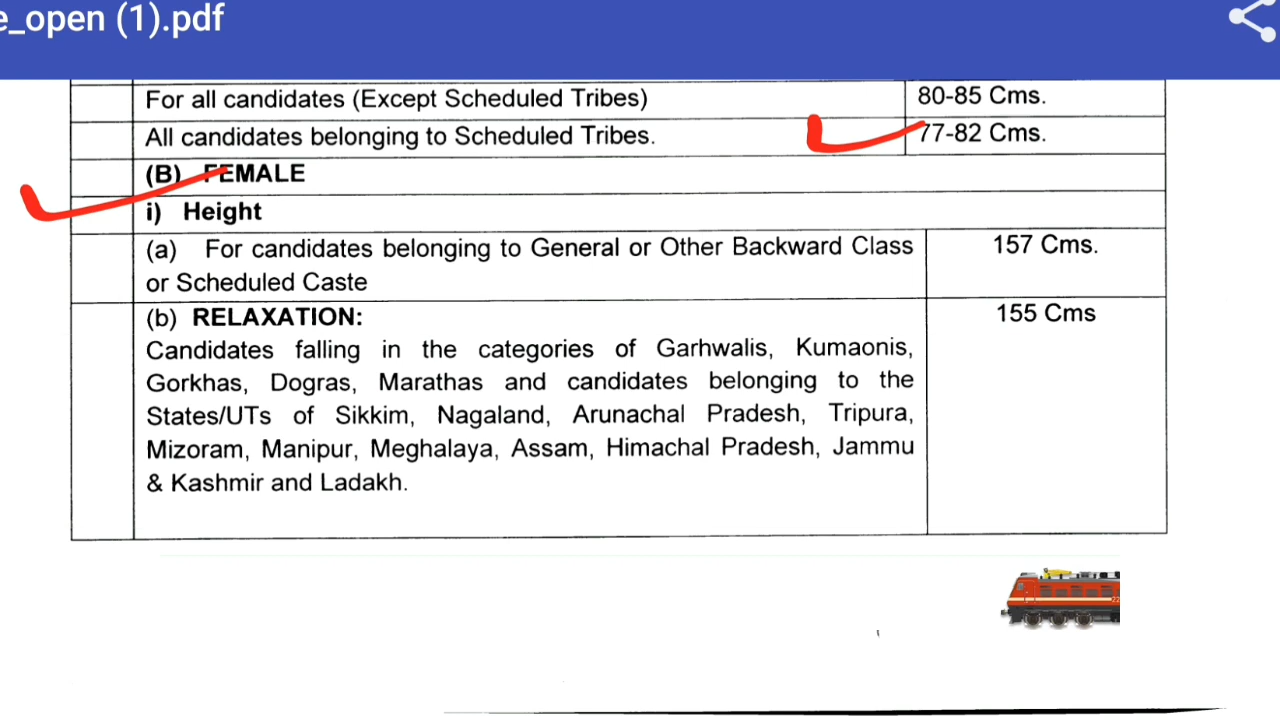 e_open (1).pdf
For all candidates (Except Scheduled Tribes) 80-85 Cms.
All candidates belonging to Scheduled Tribes. 77-82 Cms.
(B) FEMALE
i) Height
(a) For candidates belonging to General or Other Backward Class 157 Cms.
or Scheduled Caste
(b) RELAXATION: 155 Cms
Candidates falling in the categories of Garhwalis, Kumaonis,
Gorkhas, Dogras, Marathas and candidates belonging to the
States/UTs of Sikkim, Nagaland, Arunachal Pradesh, Tripura,
Mizoram, Manipur, Meghalaya, Assam, Himachal Pradesh, Jammu
& Kashmir and Ladakh.